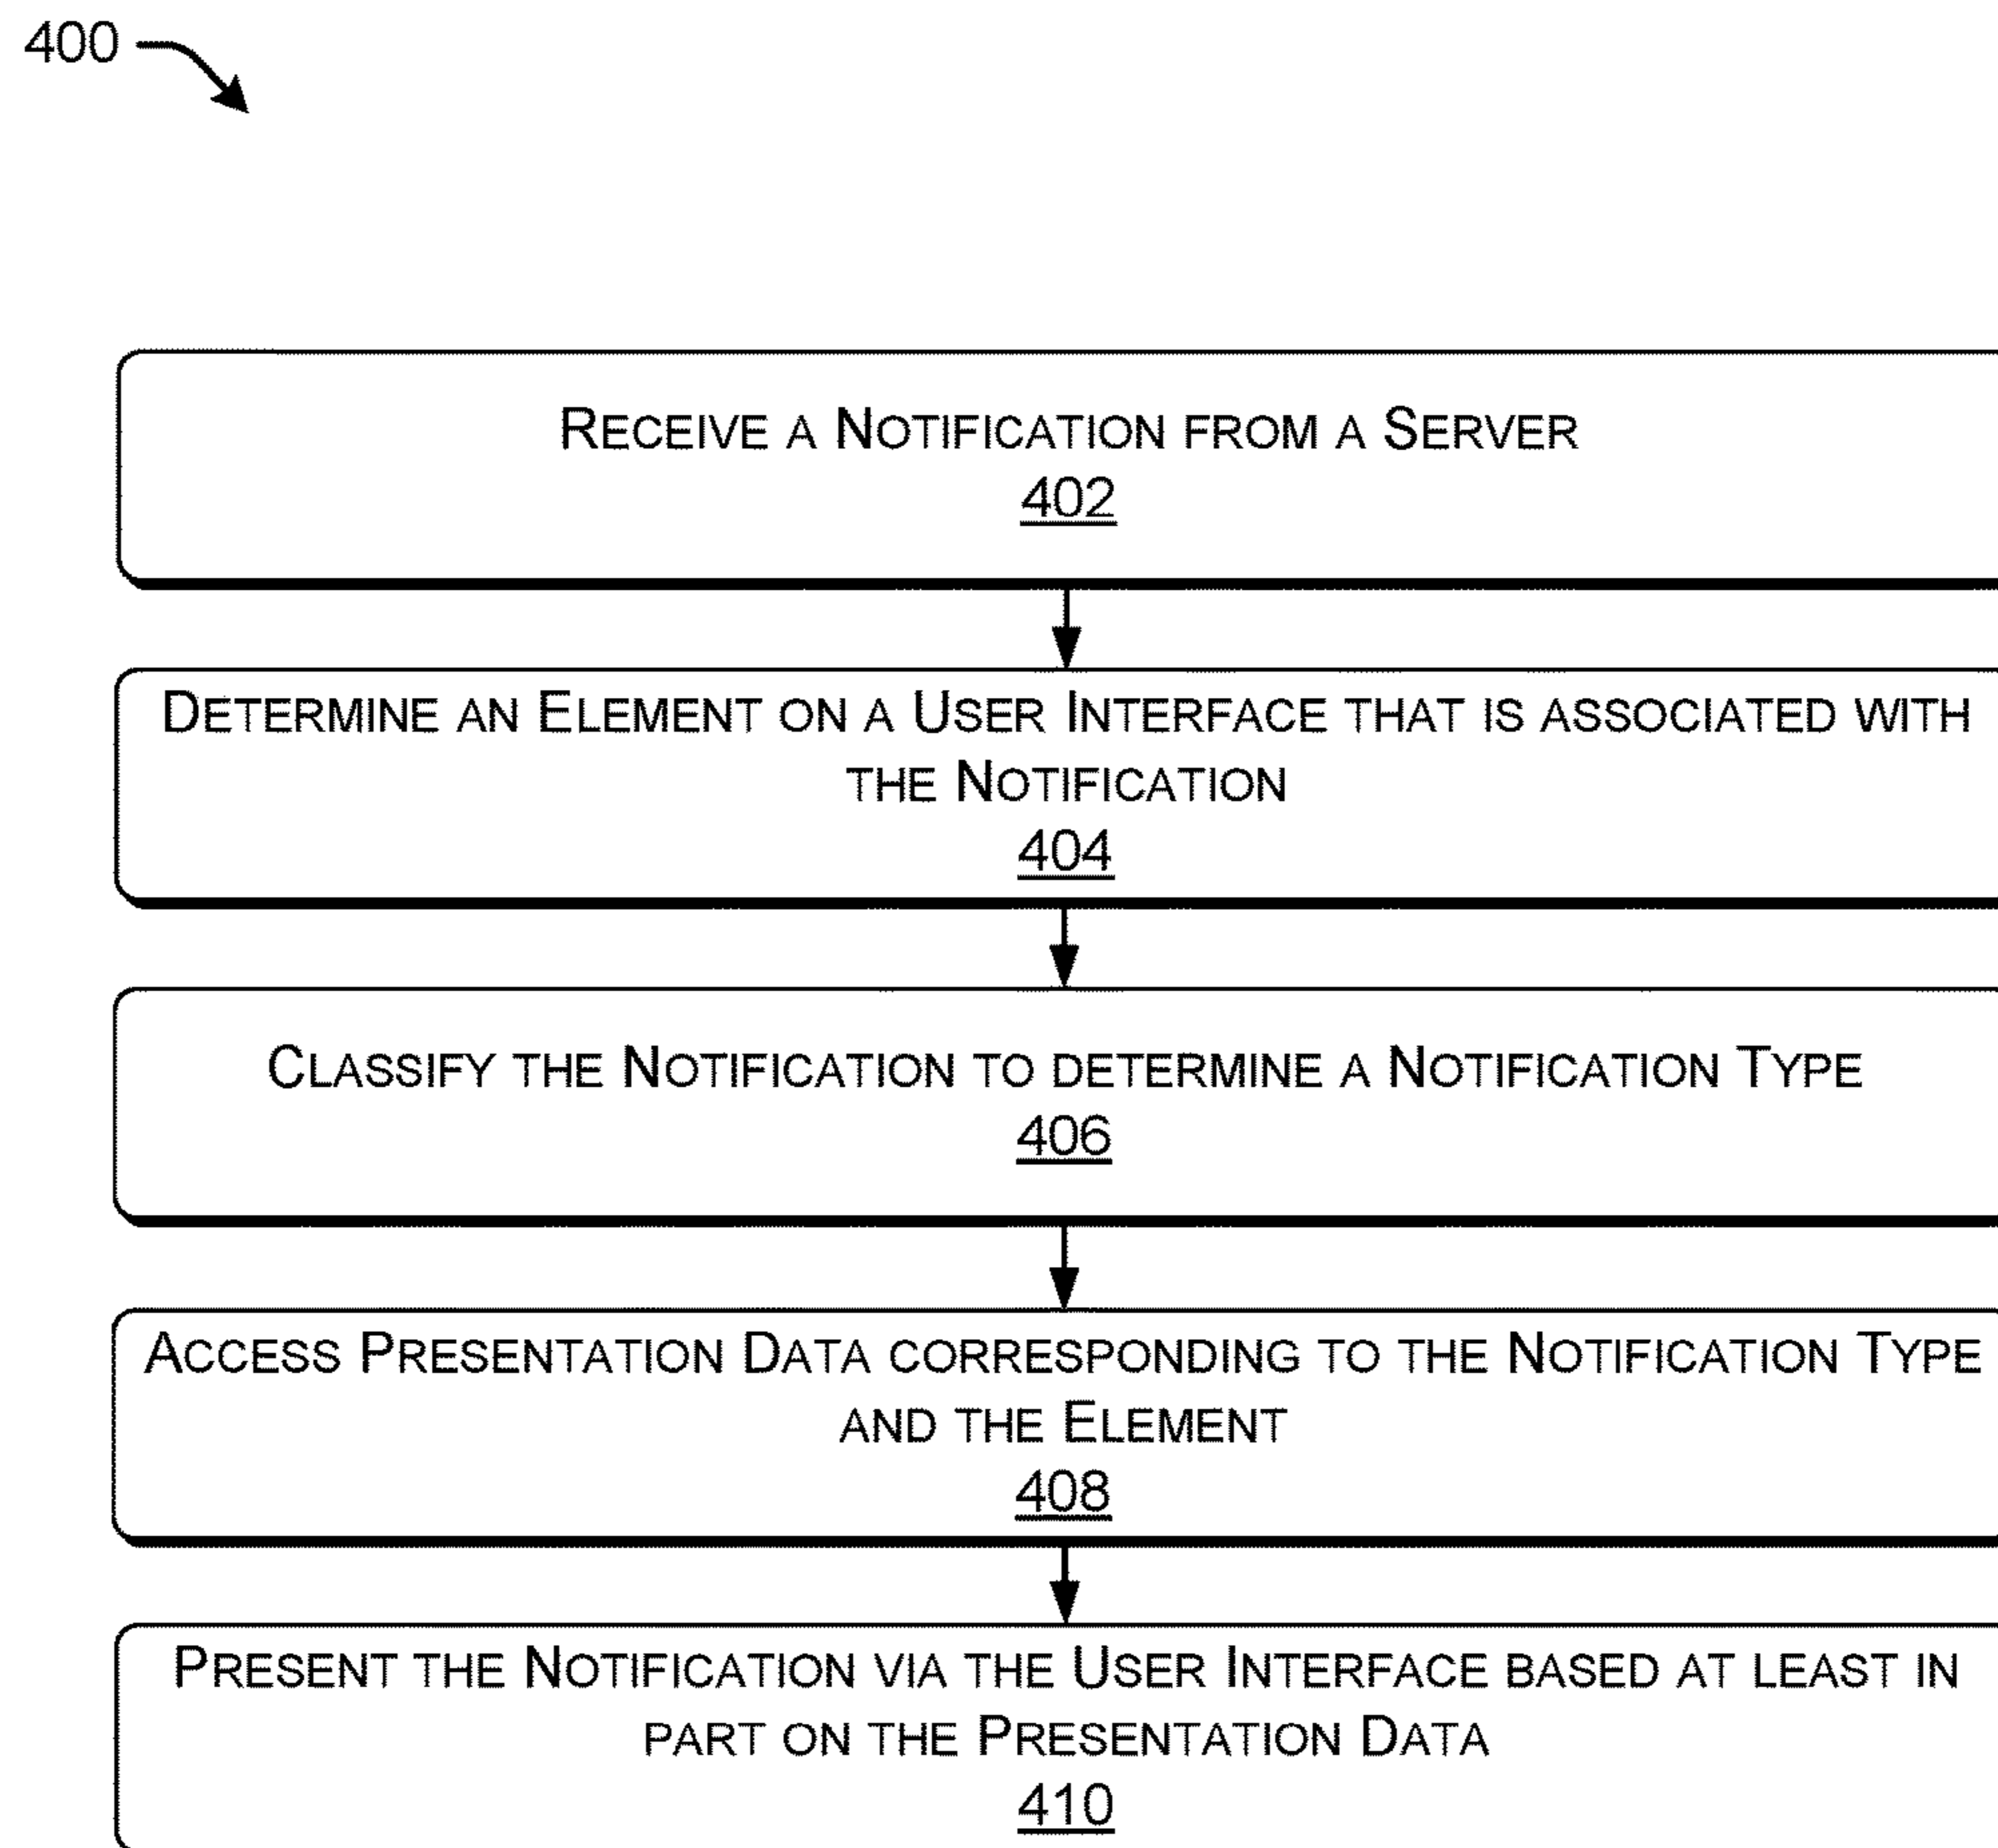 400
RECEIVE A NOTIFICATION FROM A SERVER
402
DETERMINE AN ELEMENT ON A USER INTERFACE THAT IS ASSOCIATED WITH
THE NOTIFICATION
404
CLASSIFY THE NOTIFICATION TO DETERMINE A NOTIFICATION TYPE
406
ACCESS PRESENTATION DATA CORRESPONDING TO THE NOTIFICATION TYPE
AND THE ELEMENT
408
PRESENT THE NOTIFICATION VIA THE USER INTERFACE BASED AT LEAST IN
PART ON THE PRESENTATION DATA
410